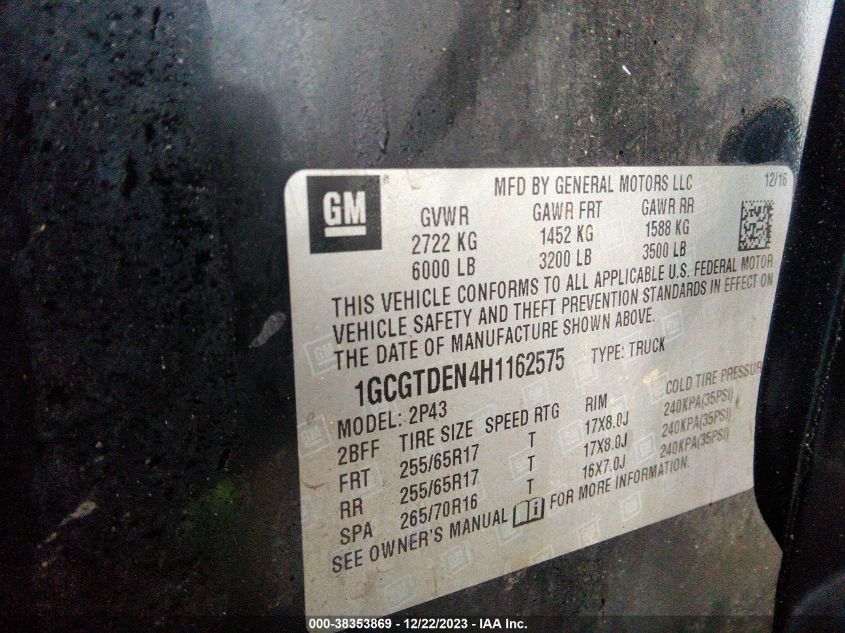 GM
MFD BY GENERAL MOTORS LLC 12/16
GVWR GAWR FRT GAWR RR
2722 KG 1452 KG 1588 KG
6000 LB 3200 LB 3500 LB
THIS VEHICLE CONFORMS TO ALL APPLICABLE U.S. FEDERAL MOTOR
VEHICLE SAFETY AND THEFT PREVENTION STANDARDS IN EFFECT ON
THE DATE OF MANUFACTURE SHOWN ABOVE.
1GCGTDEN4H1162575 TYPE: TRUCK
MODEL: 2P43
2BFF TIRE SIZE SPEED RTG RIM COLD TIRE PRESSUR
FRT 255/65R17 T 17X8.0J 240KPA(35PSI)
RR 255/65R17 T 17X8.0J 240KPA(35PSI)
SPA 265/70R16 T 16X7.0J 240KPA(35PSI)
SEE OWNER'S MANUAL FOR MORE INFORMATION.
000-38353869 - 12/22/2023 - IAA Inc.